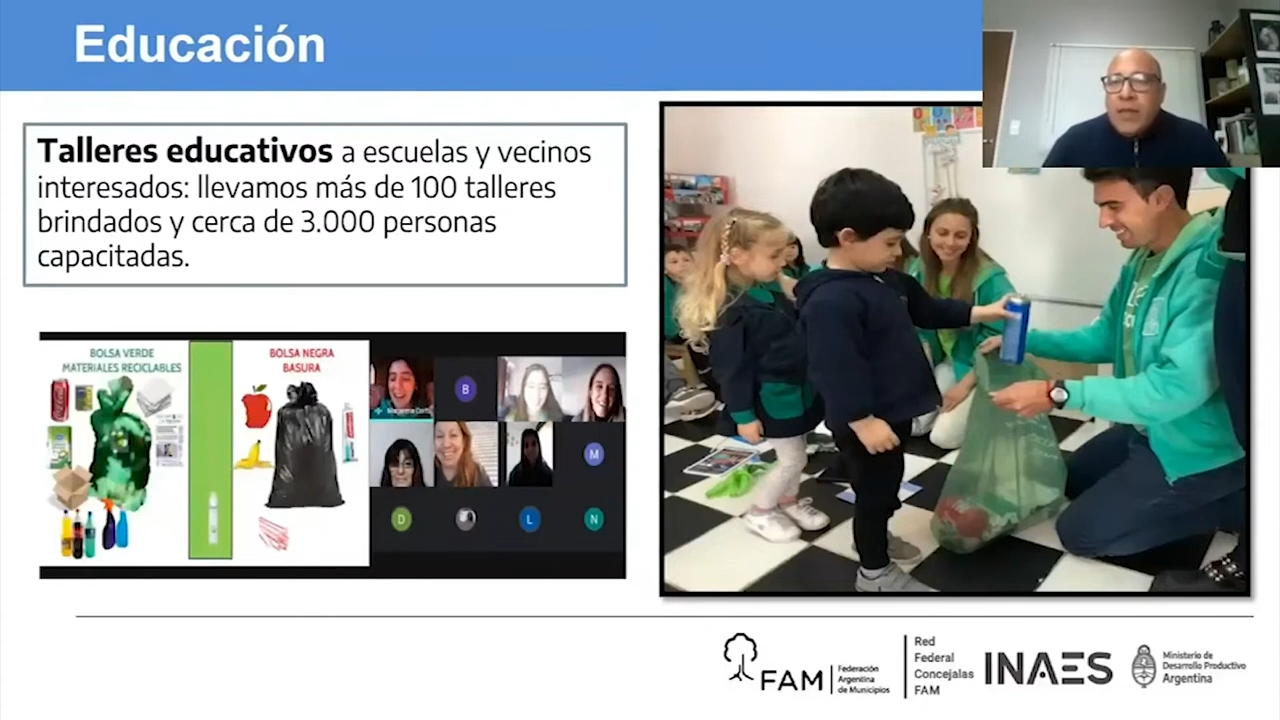 Educación
Talleres educativos a escuelas y vecinos
interesados: llevamos más de 100 talleres
brindados y cerca de 3.000 personas
capacitadas.
BOLSA VERDE
MATERIALES RECICLABLES
BOLSA NEGRA
BASURA
B
M
D
L
N
FAM
Federación
Argentina
de Municipios
Red
Federal
Concejalas
FAM
INAES
Ministerio de
Desarrollo Productivo
Argentina